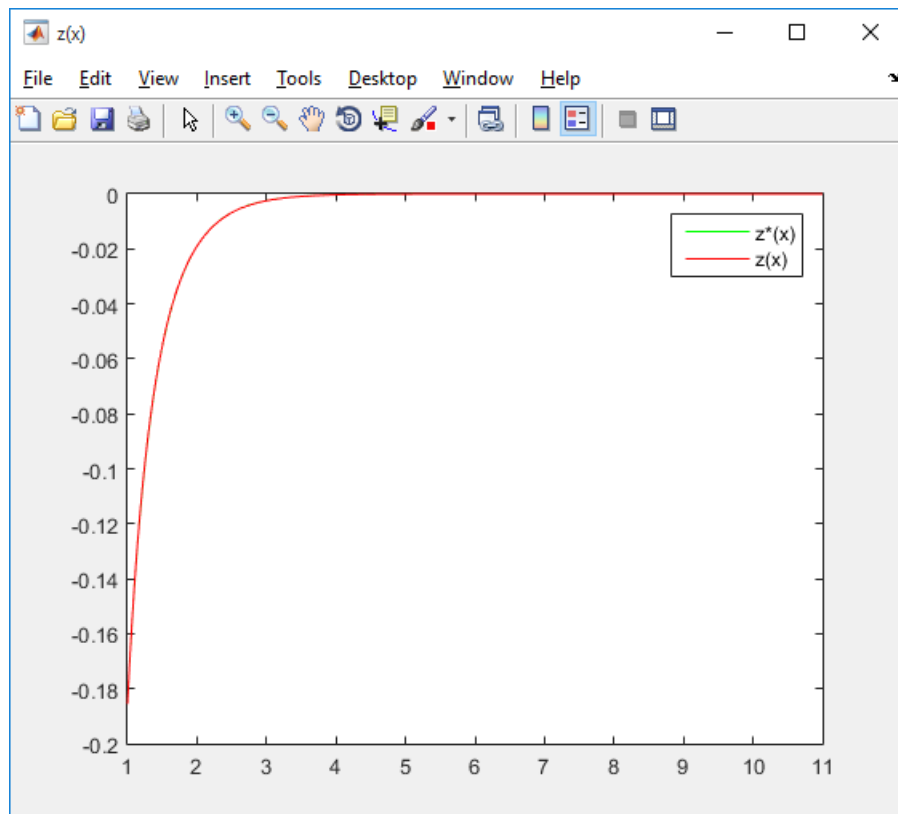 z(x)
File Edit View Insert Tools Desktop Window Help
0
-0.02
-0.04
-0.06
-0.08
-0.1
-0.12
-0.14
-0.16
-0.18
-0.2
1 2 3 4 5 6 7 8 9 10 11
z*(x)
z(x)